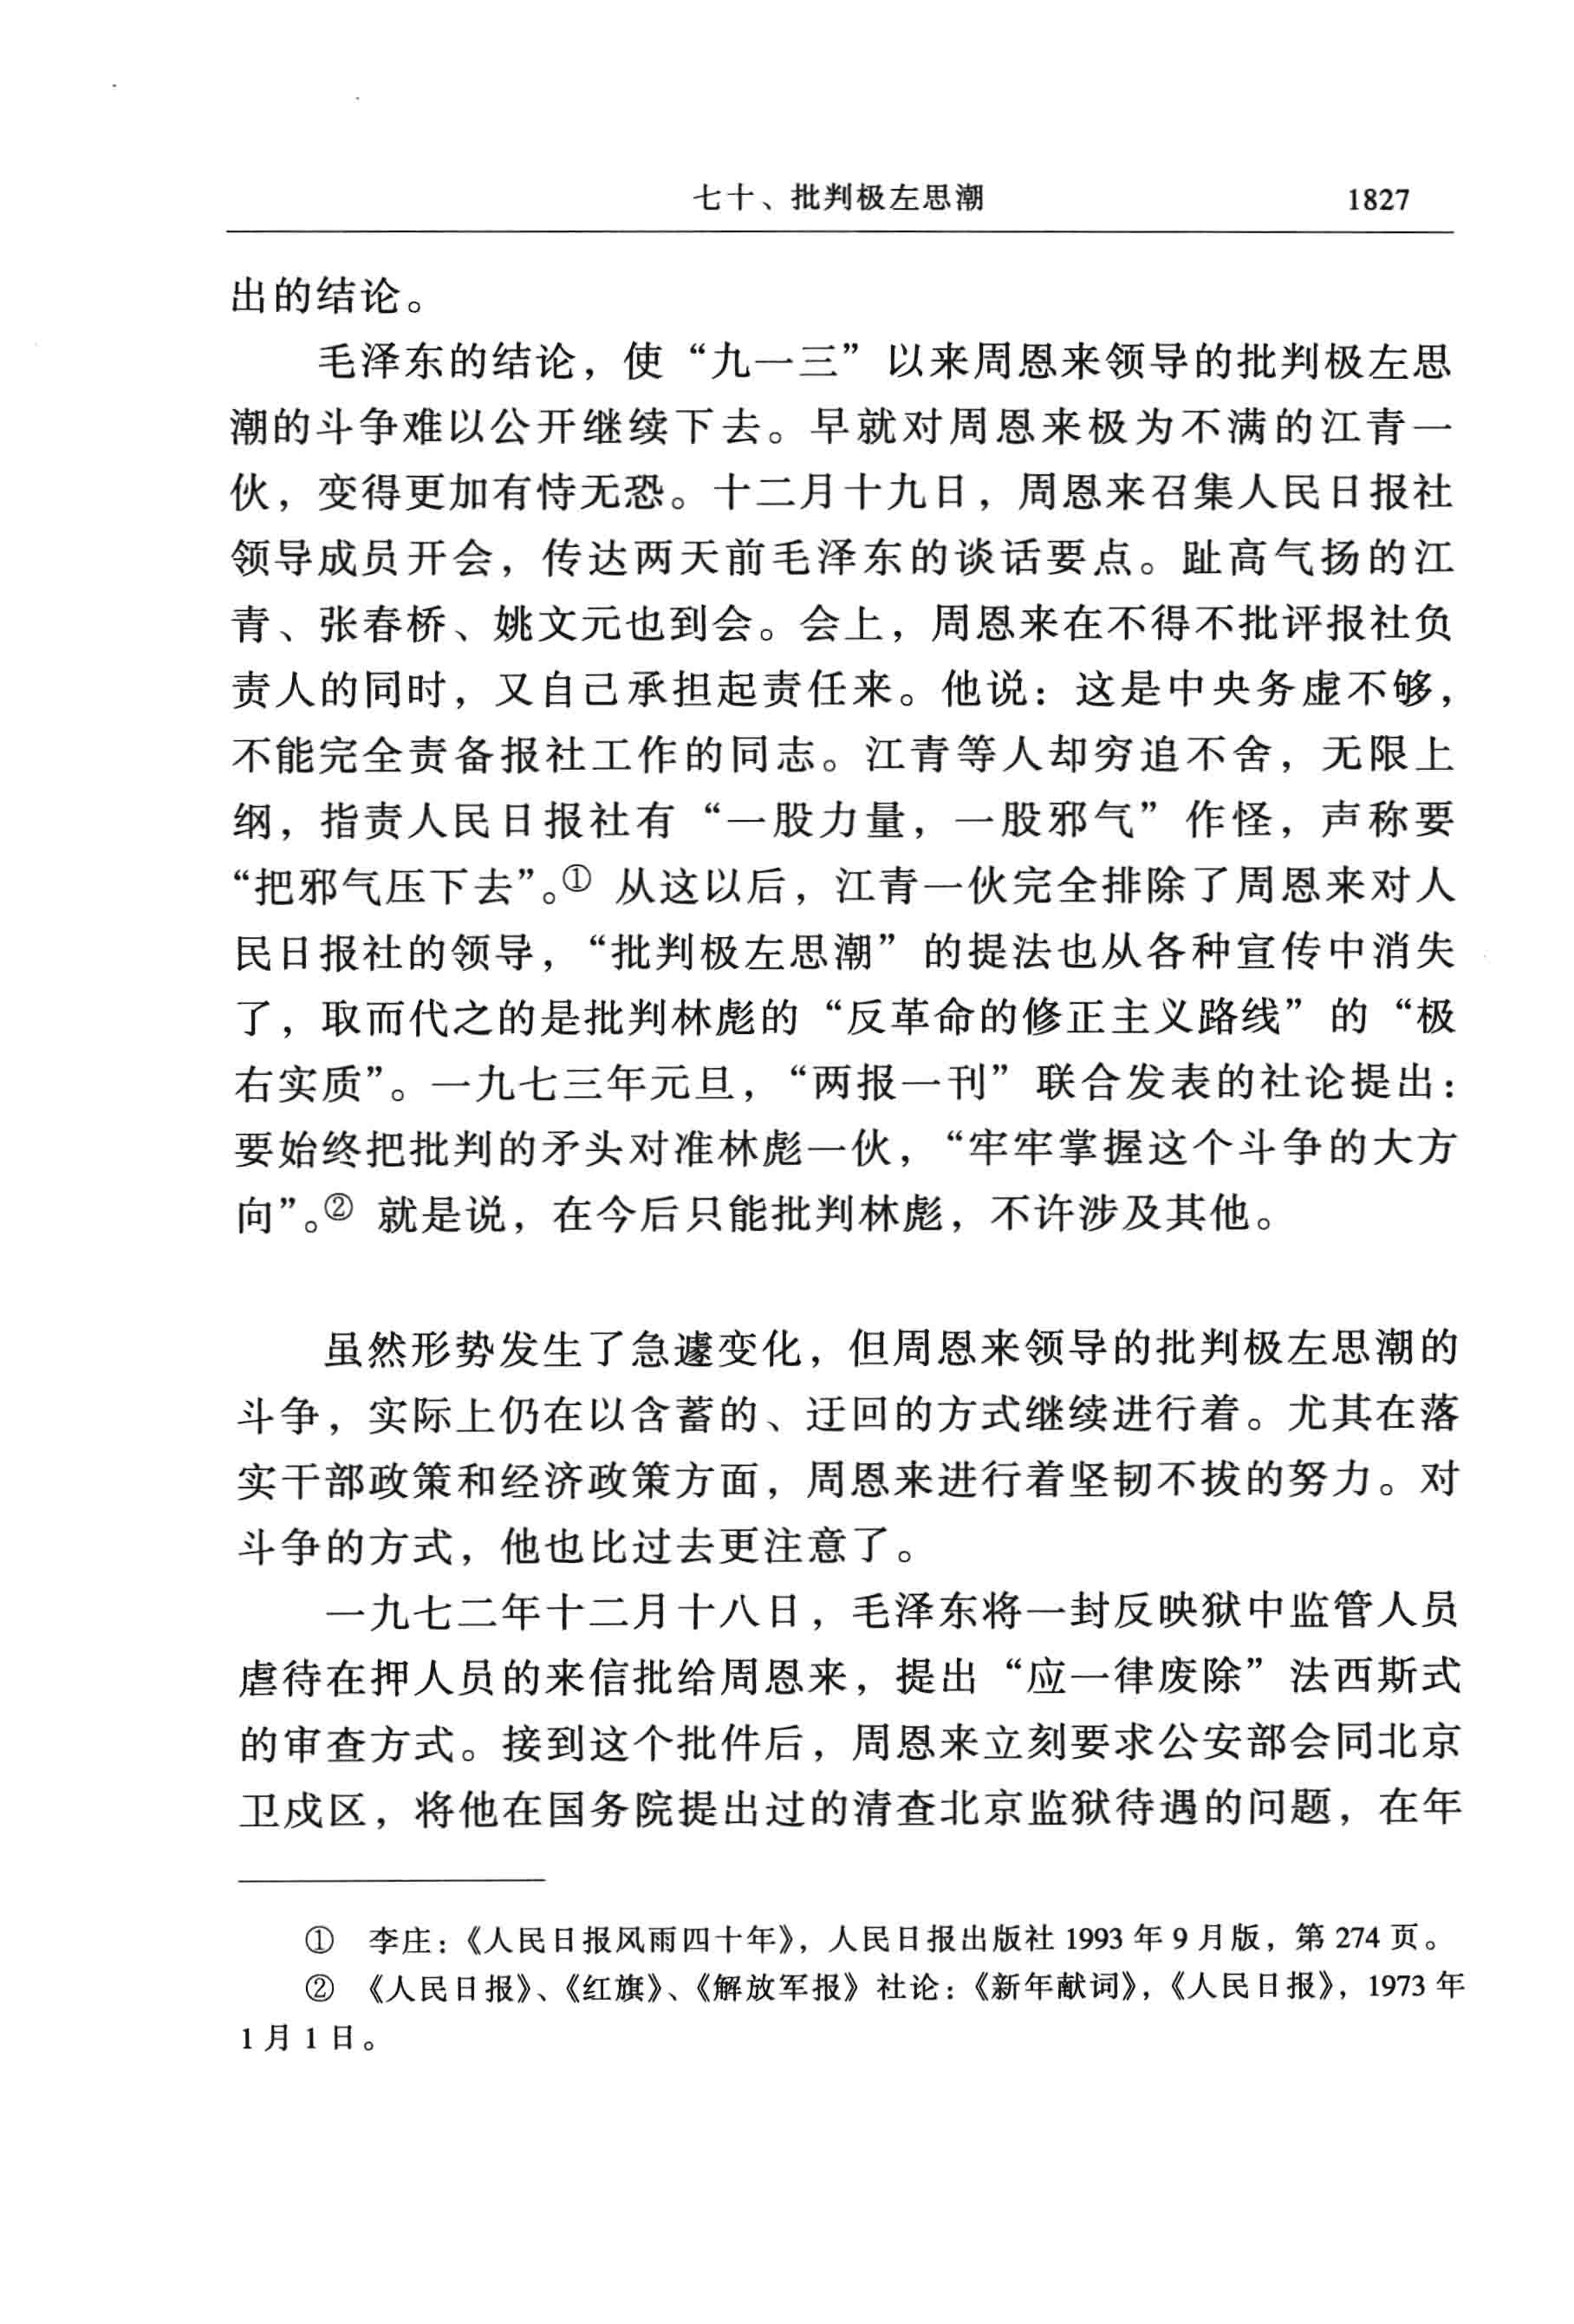 七十、批判极左思潮 1827
出的结论。
毛泽东的结论，使“九一三”以来周恩来领导的批判极左思
潮的斗争难以公开继续下去。早就对周恩来极为不满的江青一
伙，变得更加有恃无恐。十二月十九日，周恩来召集人民日报社
领导成员开会，传达两天前毛泽东的谈话要点。趾高气扬的江
青、张春桥、姚文元也到会。会上，周恩来在不得不批评报社负
责人的同时，又自己承担起责任来。他说：这是中央务虚不够，
不能完全责备报社工作的同志。江青等人却穷追不舍，无限上
纲，指责人民日报社有“一股力量，一股邪气”作怪，声称要
“把邪气压下去”。① 从这以后，江青一伙完全排除了周恩来对人
民日报社的领导，“批判极左思潮”的提法也从各种宣传中消失
了，取而代之的是批判林彪的“反革命的修正主义路线”的“极
右实质”。一九七三年元旦，“两报一刊”联合发表的社论提出：
要始终把批判的矛头对准林彪一伙，“牢牢掌握这个斗争的大方
向”。② 就是说，在今后只能批判林彪，不许涉及其他。
虽然形势发生了急遽变化，但周恩来领导的批判极左思潮的
斗争，实际上仍在以含蓄的、迂回的方式继续进行着。尤其在落
实干部政策和经济政策方面，周恩来进行着坚韧不拔的努力。对
斗争的方式，他也比过去更注意了。
一九七二年十二月十八日，毛泽东将一封反映狱中监管人员
虐待在押人员的来信批给周恩来，提出“应一律废除”法西斯式
的审查方式。接到这个批件后，周恩来立刻要求公安部会同北京
卫戍区，将他在国务院提出过的清查北京监狱待遇的问题，在年
① 李庄：《人民日报风雨四十年》，人民日报出版社 1993 年 9 月版，第 274 页。
② 《人民日报》、《红旗》、《解放军报》社论：《新年献词》，《人民日报》，1973 年
1 月 1 日。